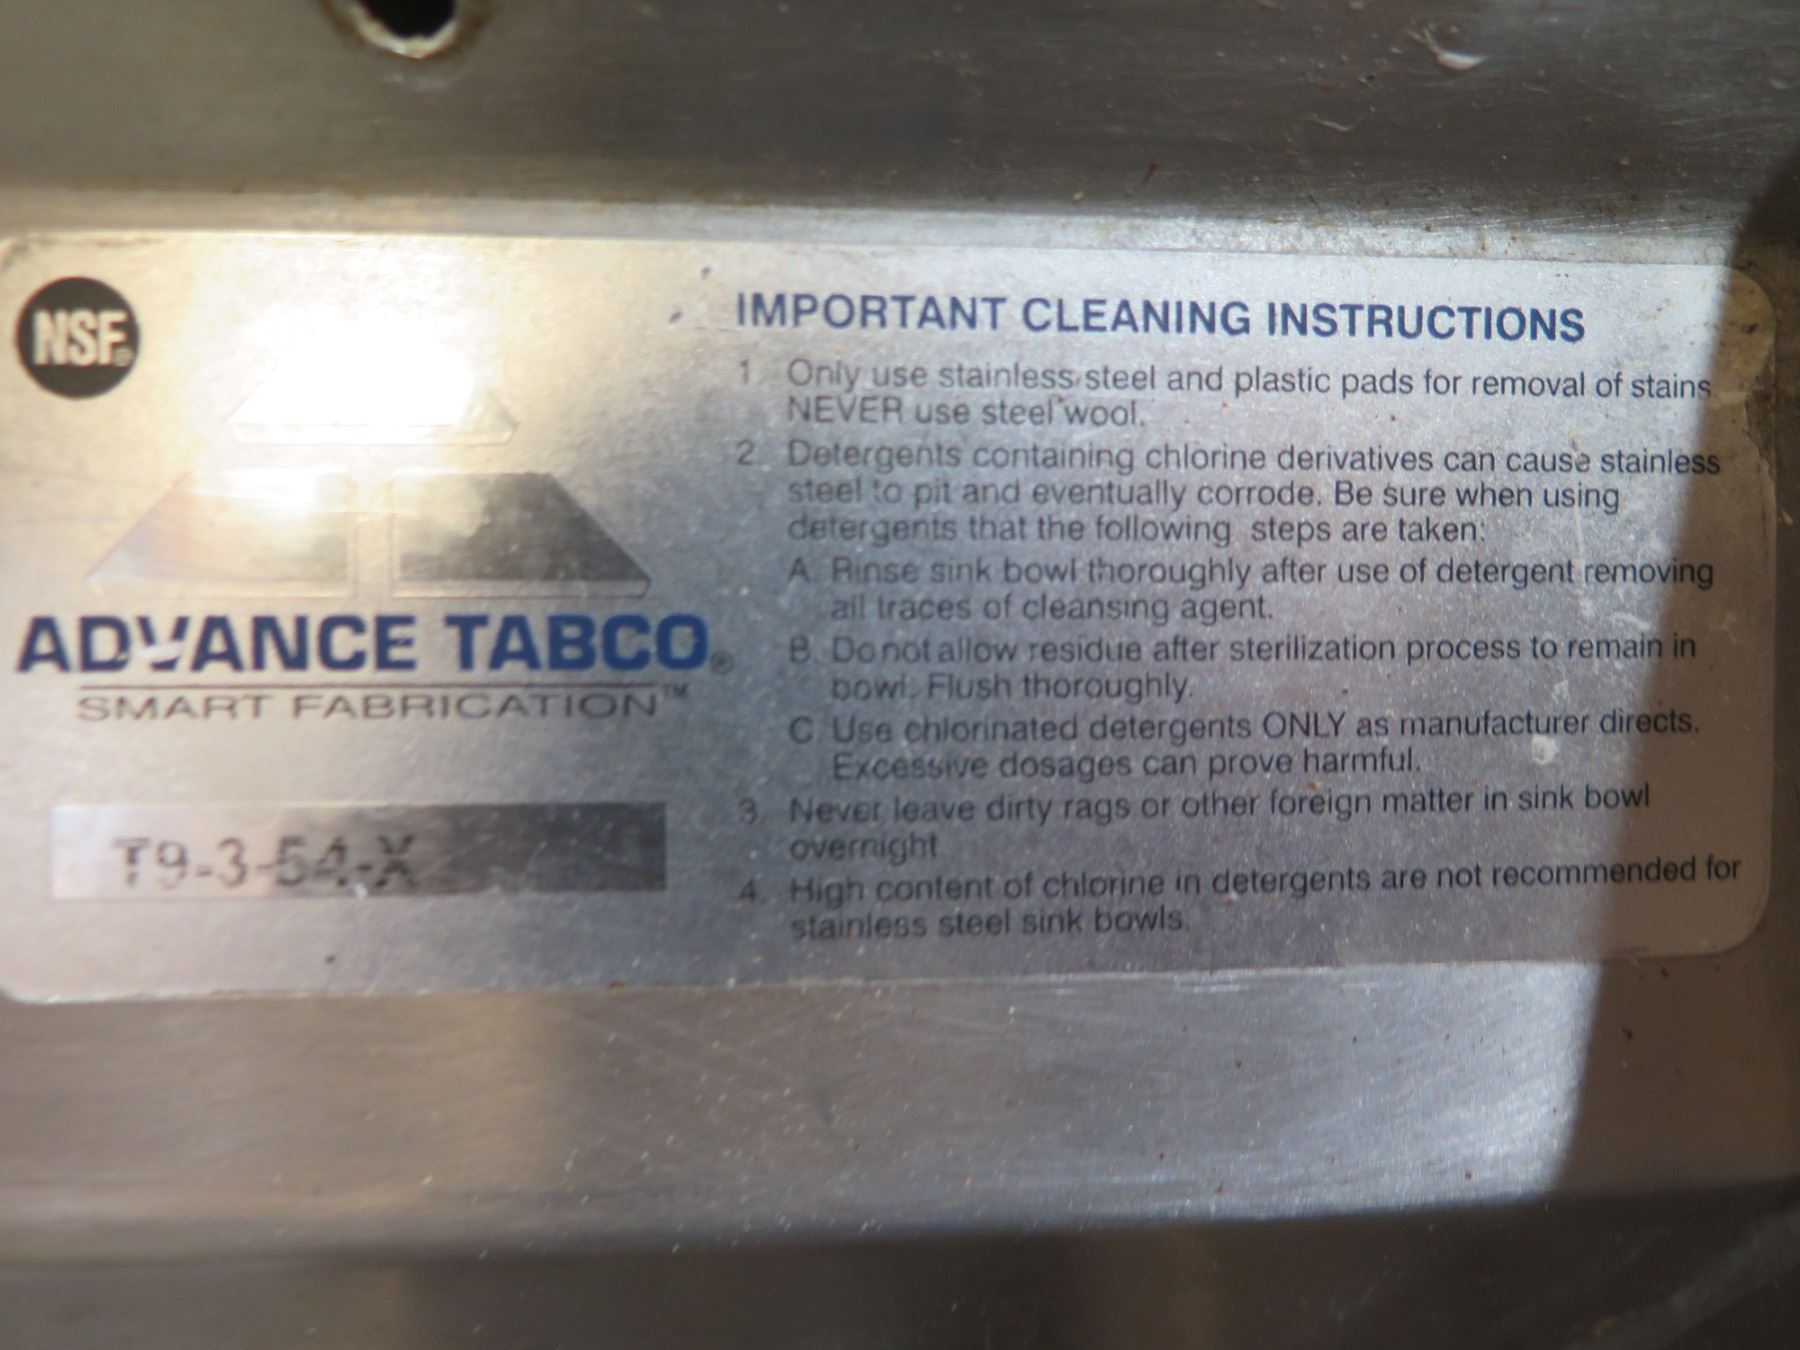 NSF®
ADVANCE TABCO®
SMART FABRICATION™
T9-3-54-X
IMPORTANT CLEANING INSTRUCTIONS
1. Only use stainless steel and plastic pads for removal of stains
NEVER use steel wool.
2. Detergents containing chlorine derivatives can cause stainless
steel to pit and eventually corrode. Be sure when using
detergents that the following steps are taken:
A. Rinse sink bowl thoroughly after use of detergent removing
all traces of cleansing agent.
B. Do not allow residue after sterilization process to remain in
bowl. Flush thoroughly.
C. Use chlorinated detergents ONLY as manufacturer directs.
Excessive dosages can prove harmful.
3. Never leave dirty rags or other foreign matter in sink bowl
overnight
4. High content of chlorine in detergents are not recommended for
stainless steel sink bowls.